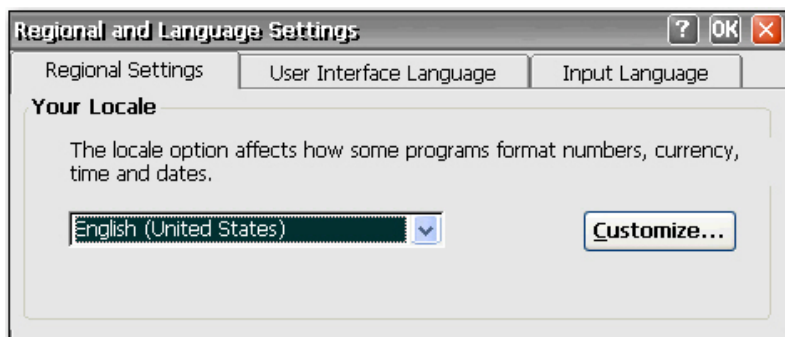 Regional and Language Settings ? OK X
Regional Settings User Interface Language Input Language
Your Locale
The locale option affects how some programs format numbers, currency,
time and dates.
English (United States) Customize...